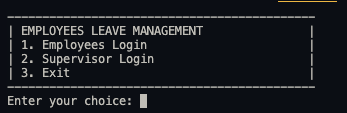 EMPLOYEES LEAVE MANAGEMENT
1. Employees Login
2. Supervisor Login
3. Exit
Enter your choice: